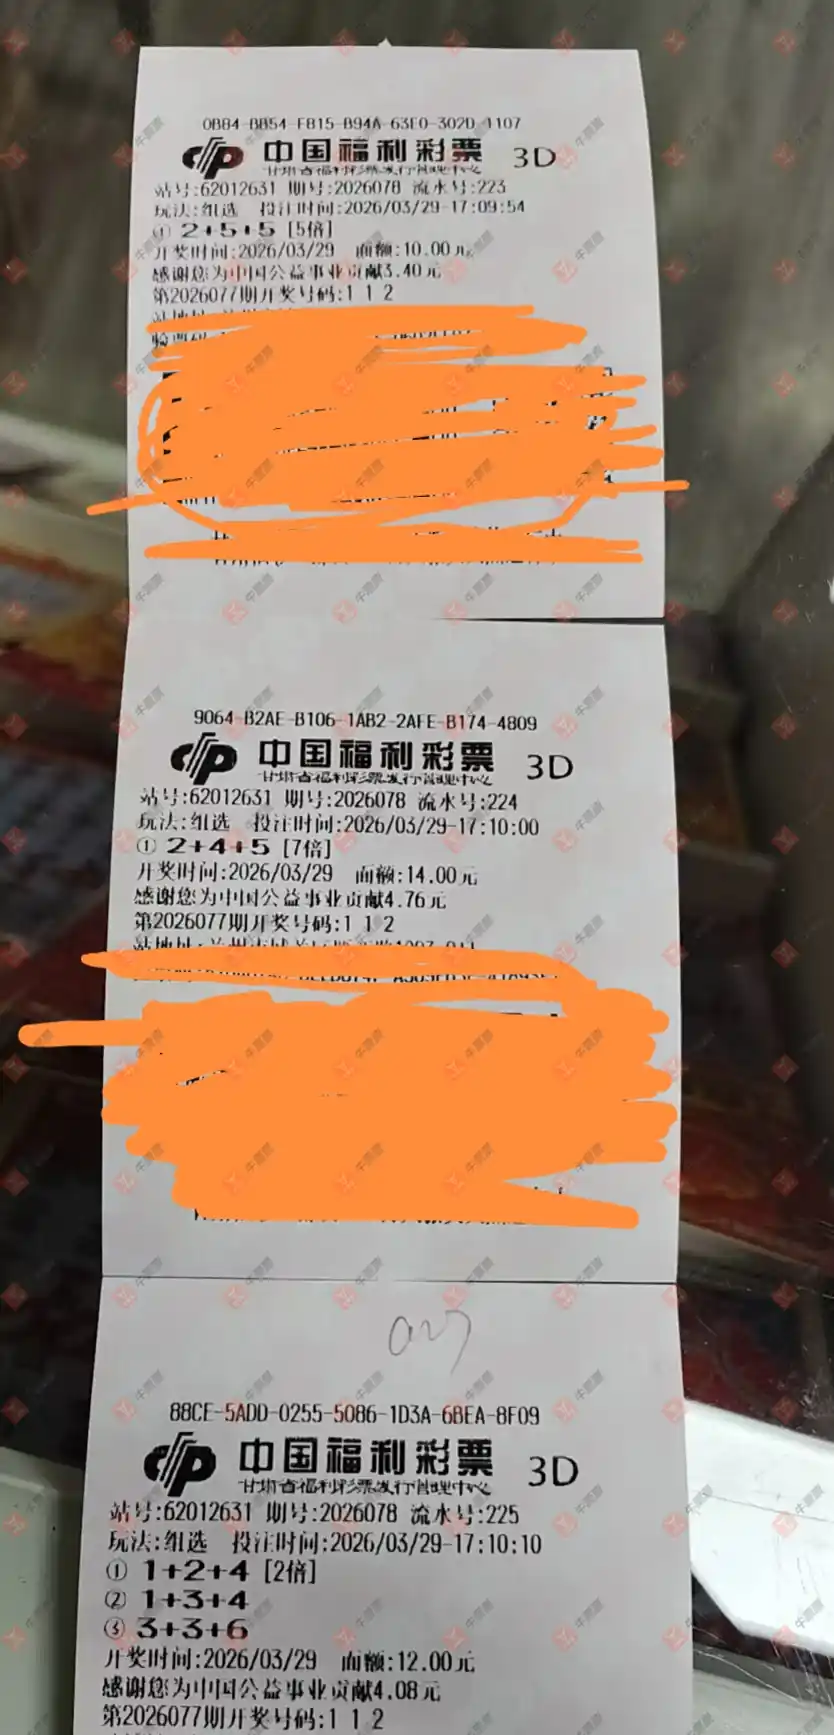 0BB4-BB54-FB15-B94A-63E0-302D-1107
中国福利彩票 3D
甘肃省福利彩票发行管理中心
站号:62012631 期号:2026078 流水号:223
玩法:组选 投注时间:2026/03/29-17:09:54
① 2+5+5 [5倍]
开奖时间:2026/03/29 面额:10.00元
感谢您为中国公益事业贡献3.40元
第2026077期开奖号码:1 1 2
站地址:
9064-B2AE-B106-1AB2-2AFE-B174-4809
中国福利彩票 3D
甘肃省福利彩票发行管理中心
站号:62012631 期号:2026078 流水号:224
玩法:组选 投注时间:2026/03/29-17:10:00
① 2+4+5 [7倍]
开奖时间:2026/03/29 面额:14.00元
感谢您为中国公益事业贡献4.76元
第2026077期开奖号码:1 1 2
站地址:
88CE-5ADD-0255-5086-1D3A-6BEA-8F09
中国福利彩票 3D
甘肃省福利彩票发行管理中心
站号:62012631 期号:2026078 流水号:225
玩法:组选 投注时间:2026/03/29-17:10:10
① 1+2+4 [2倍]
② 1+3+4
③ 3+3+6
开奖时间:2026/03/29 面额:12.00元
感谢您为中国公益事业贡献4.08元
第2026077期开奖号码:1 1 2